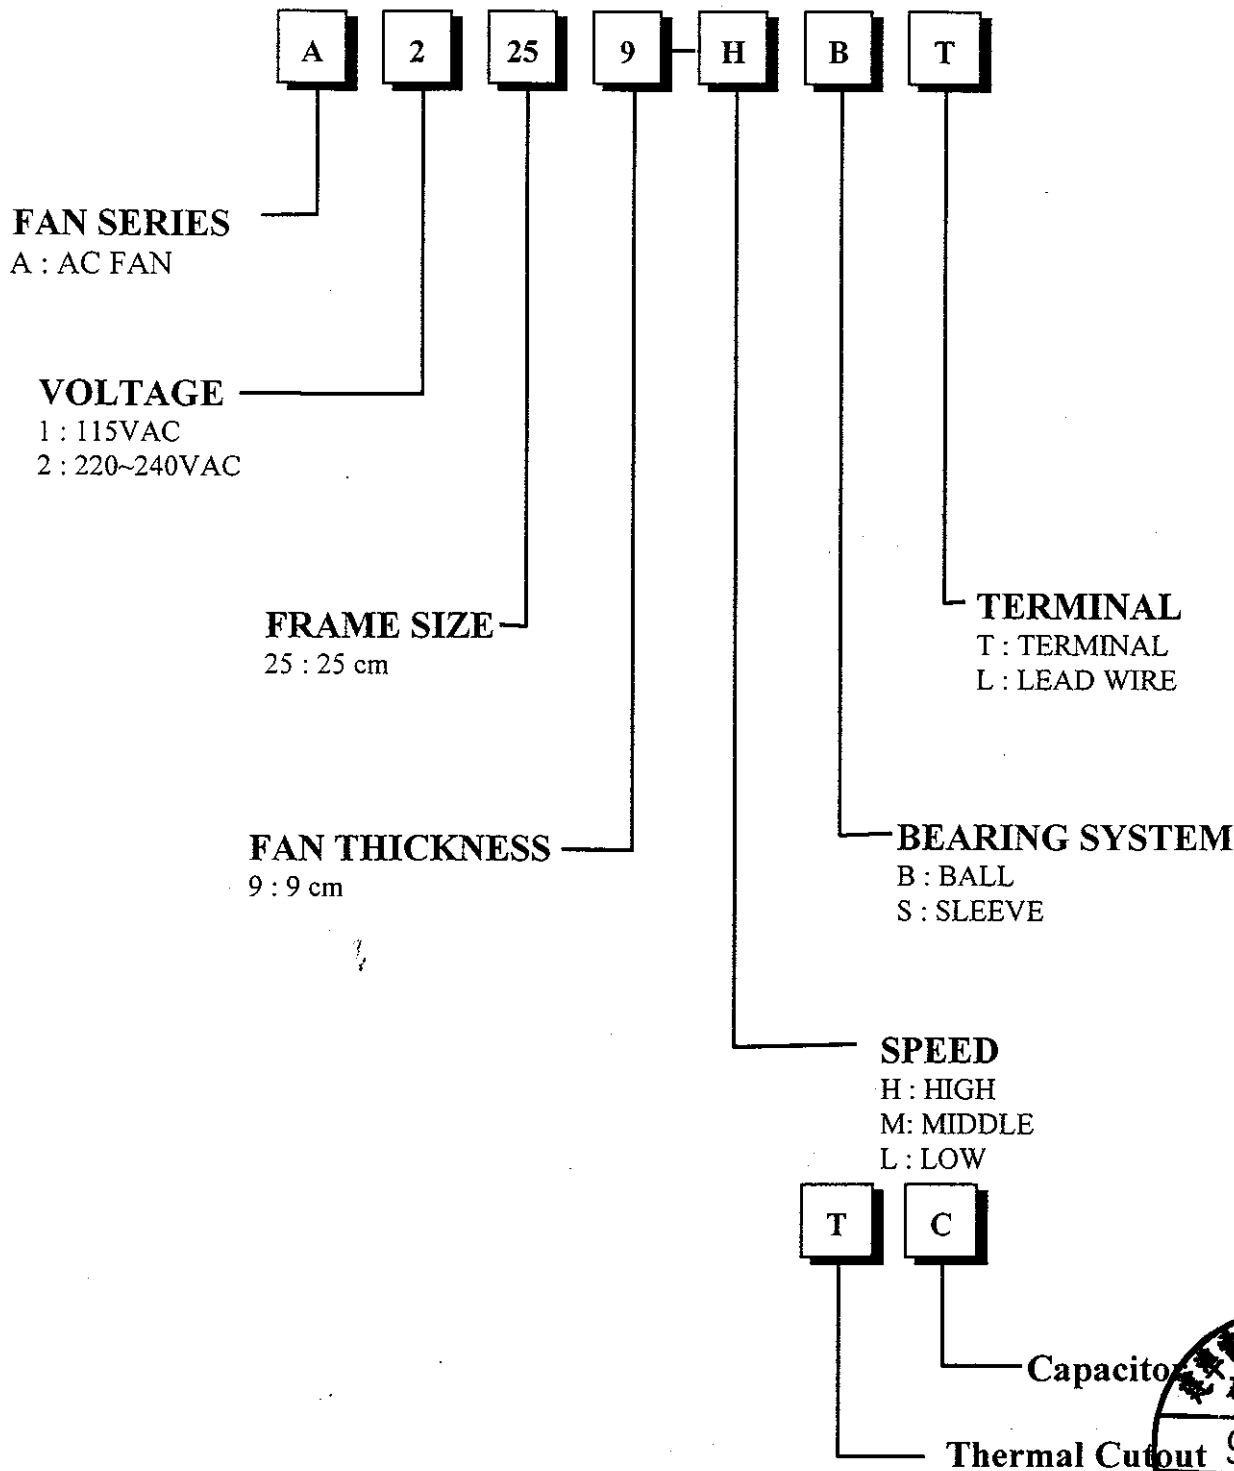 A 2 25 9 - H B T
FAN SERIES
A : AC FAN
VOLTAGE
1 : 115VAC
2 : 220~240VAC
FRAME SIZE
25 : 25 cm
TERMINAL
T : TERMINAL
L : LEAD WIRE
FAN THICKNESS
9 : 9 cm
BEARING SYSTEM
B : BALL
S : SLEEVE
SPEED
H : HIGH
M: MIDDLE
L : LOW
T C
Capacitor
Thermal Cutout